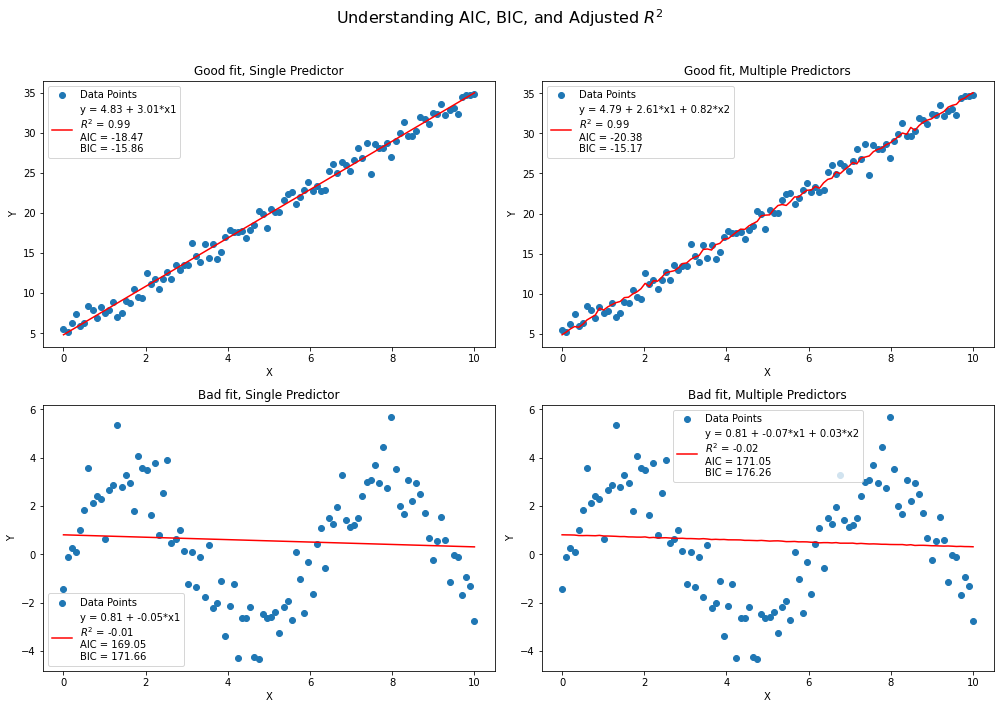 Understanding AIC, BIC, and Adjusted R²
Good fit, Single Predictor
35
30
25
20
15
10
5
Y
Data Points
y = 4.83 + 3.01*x1
R² = 0.99
AIC = -18.47
BIC = -15.86
0 2 4 6 8 10
X
Good fit, Multiple Predictors
35
30
25
20
15
10
5
Y
Data Points
y = 4.79 + 2.61*x1 + 0.82*x2
R² = 0.99
AIC = -20.38
BIC = -15.17
0 2 4 6 8 10
X
Bad fit, Single Predictor
6
4
2
0
−2
−4
Y
Data Points
y = 0.81 + -0.05*x1
R² = -0.01
AIC = 169.05
BIC = 171.66
0 2 4 6 8 10
X
Bad fit, Multiple Predictors
6
4
2
0
−2
−4
Y
Data Points
y = 0.81 + -0.07*x1 + 0.03*x2
R² = -0.02
AIC = 171.05
BIC = 176.26
0 2 4 6 8 10
X